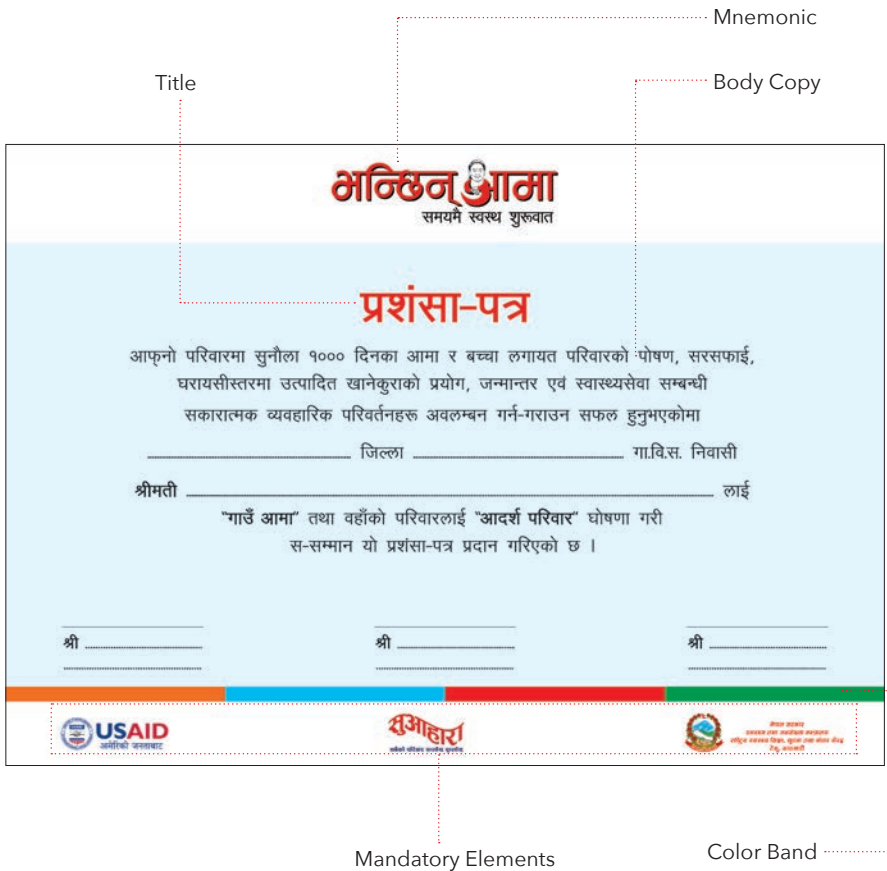 Mnemonic
Title
Body Copy
भन्छिन् आमा
समयमै स्वस्थ शुरूवात
प्रशंसा-पत्र
आफ्नो परिवारमा सुनौला १००० दिनका आमा र बच्चा लगायत परिवारको पोषण, सरसफाई,
घरायसीस्तरमा उत्पादित खानेकुराको प्रयोग, जन्मान्तर एवं स्वास्थ्यसेवा सम्बन्धी
सकारात्मक व्यवहारिक परिवर्तनहरू अवलम्बन गर्न-गराउन सफल हुनुभएकोमा
जिल्ला गा.वि.स. निवासी
श्रीमती लाई
"गाउँ आमा" तथा वहाँको परिवारलाई "आदर्श परिवार" घोषणा गरी
स-सम्मान यो प्रशंसा-पत्र प्रदान गरिएको छ ।
श्री श्री श्री
USAID
अमेरिकी जनताबाट
सुआहारा
नेपाल सरकार
Mandatory Elements
Color Band